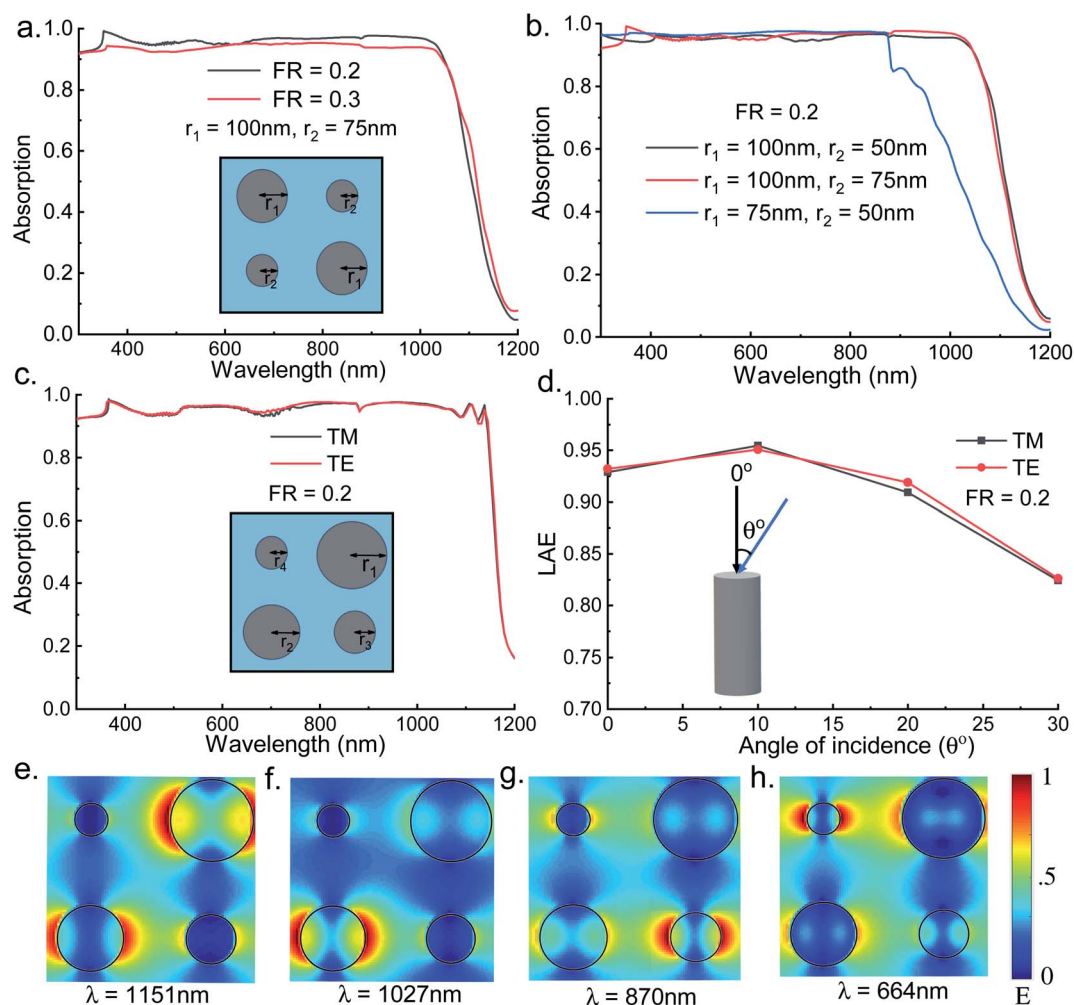 a.
1.0
0.8
0.6
0.4
0.2
0.0
Absorption
FR = 0.2
FR = 0.3
r₁ = 100nm, r₂ = 75nm
r₁
r₂
r₂
r₁
400 600 800 1000 1200
Wavelength (nm)
b.
1.0
0.8
0.6
0.4
0.2
0.0
Absorption
FR = 0.2
r₁ = 100nm, r₂ = 50nm
r₁ = 100nm, r₂ = 75nm
r₁ = 75nm, r₂ = 50nm
400 600 800 1000 1200
Wavelength (nm)
c.
1.0
0.8
0.6
0.4
0.2
0.0
Absorption
TM
TE
FR = 0.2
r₄
r₁
r₂
r₃
400 600 800 1000 1200
Wavelength (nm)
d.
1.00
0.95
0.90
0.85
0.80
0.75
0.70
LAE
TM
TE
FR = 0.2
0º
θº
0 5 10 15 20 25 30
Angle of incidence (θº)
e.
λ = 1151nm
f.
λ = 1027nm
g.
λ = 870nm
h.
λ = 664nm
1
.5
0
E